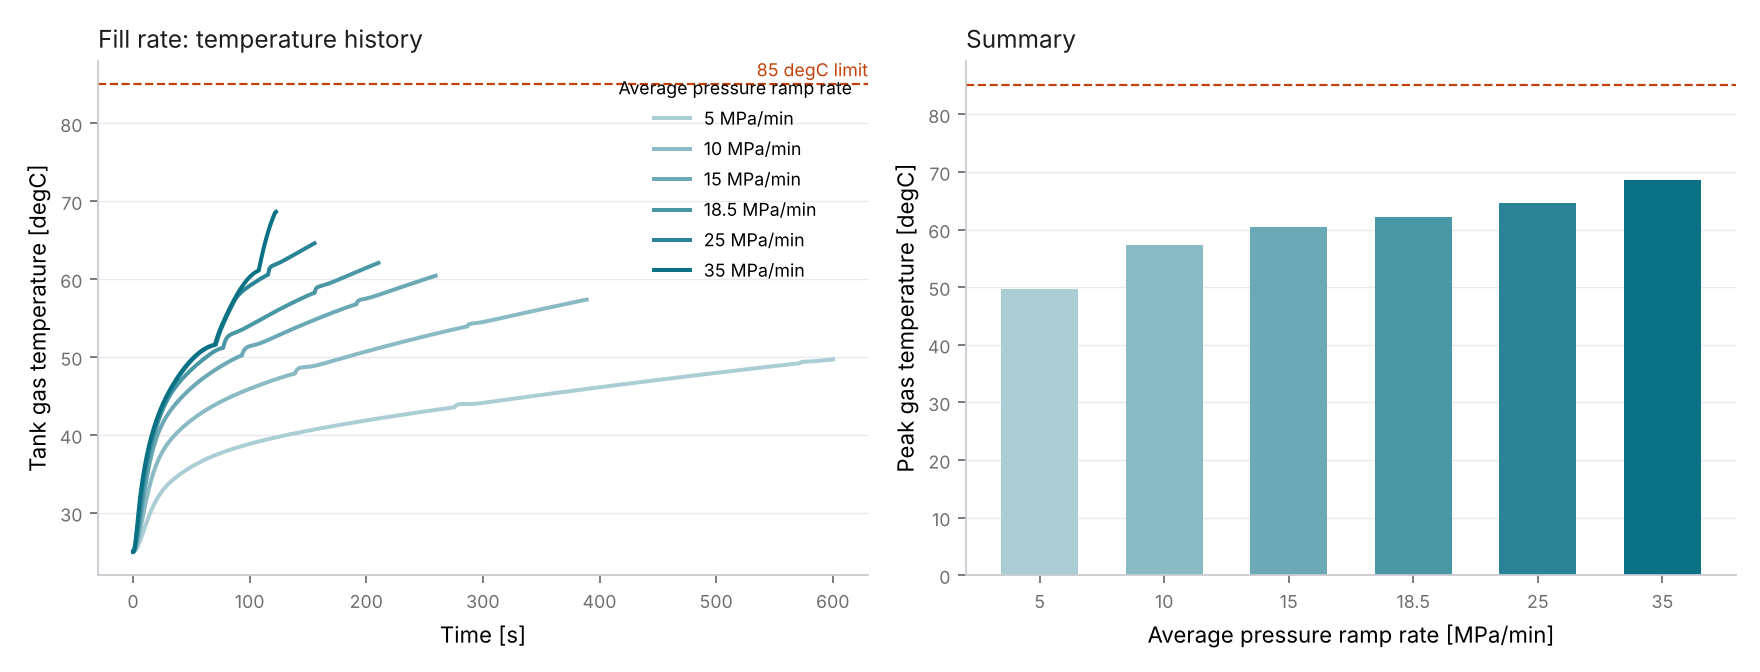 Fill rate: temperature history
85 degC limit
Average pressure ramp rate
5 MPa/min
10 MPa/min
15 MPa/min
18.5 MPa/min
25 MPa/min
35 MPa/min
Tank gas temperature [degC]
80
70
60
50
40
30
0 100 200 300 400 500 600
Time [s]
Summary
Peak gas temperature [degC]
80
70
60
50
40
30
20
10
0
5 10 15 18.5 25 35
Average pressure ramp rate [MPa/min]